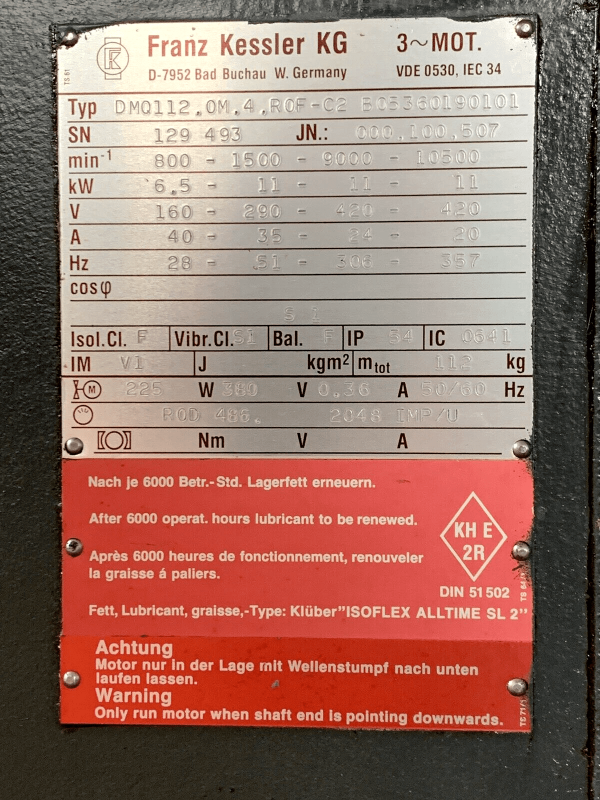 Franz Kessler KG 3~MOT.
D-7952 Bad Buchau W. Germany VDE 0530, IEC 34
TS 61
Typ DMQ112.0M.4.ROF-C2 B05360190101
SN 129 493 JN.: 000.100.507
min-1 800 - 1500 - 9000 - 10500
kW 6.5 - 11 - 11 - 11
V 160 - 290 - 420 - 420
A 40 - 35 - 24 - 20
Hz 28 - 51 - 306 - 357
cosφ
S 1
Isol.Cl. F Vibr.Cl. S1 Bal. F IP 54 IC 0641
IM V1 J kgm² mtot 112 kg
M 225 W 380 V 0.36 A 50/60 Hz
ROD 486. 2048 IMP/U
Nm V A
Nach je 6000 Betr.-Std. Lagerfett erneuern.
After 6000 operat. hours lubricant to be renewed.
KH E
2R
Après 6000 heures de fonctionnement, renouveler
la graisse á paliers.
DIN 51 502
Fett, Lubricant, graisse,-Type: Klüber"ISOFLEX ALLTIME SL 2"
Achtung
Motor nur in der Lage mit Wellenstumpf nach unten
laufen lassen.
Warning
Only run motor when shaft end is pointing downwards.